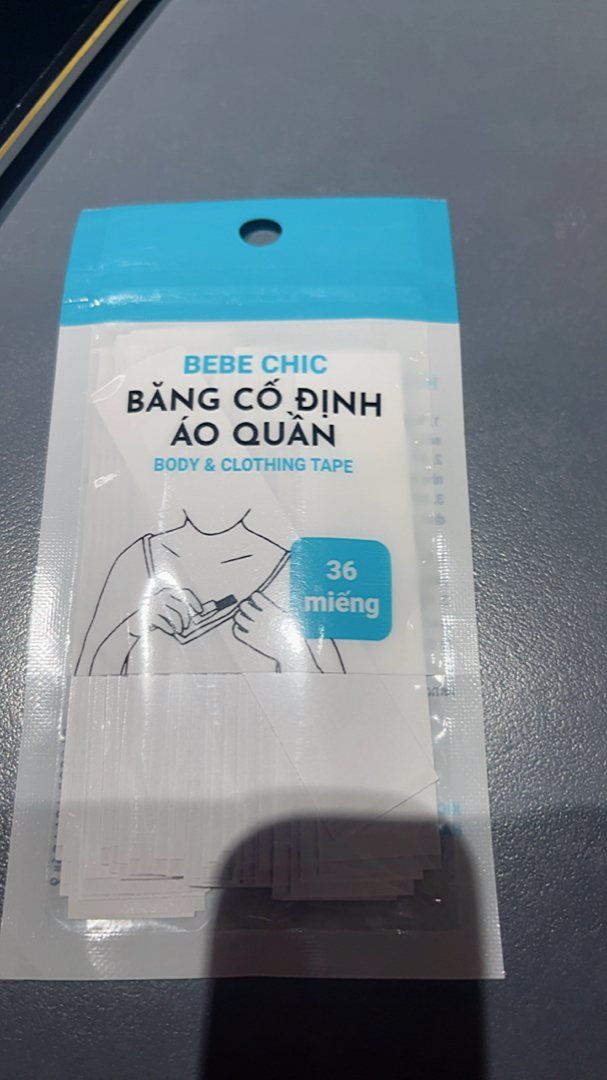 BEBE CHIC
BĂNG CỐ ĐỊNH
ÁO QUẦN
BODY & CLOTHING TAPE
36
miếng